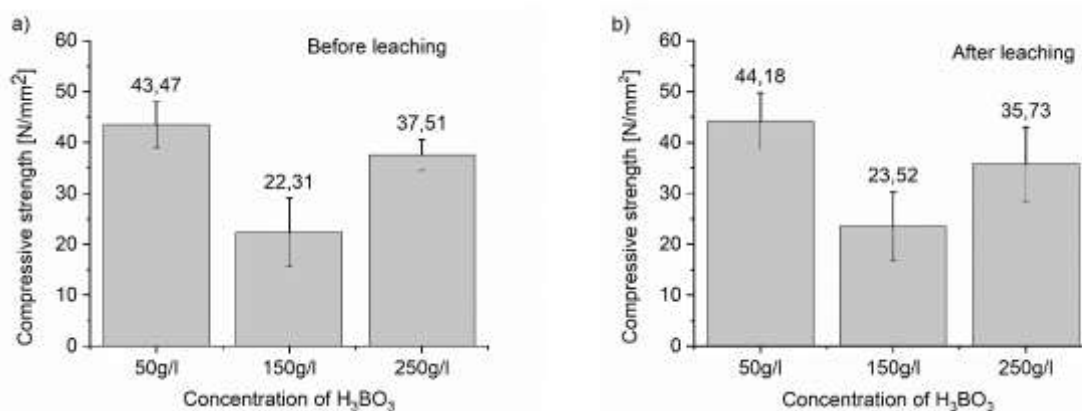 a)
Before leaching
60
50
40
30
20
10
0
Compressive strength [N/mm²]
43,47
22,31
37,51
50g/l
150g/l
250g/l
Concentration of H₃BO₃
b)
After leaching
60
50
40
30
20
10
0
Compressive strength [N/mm²]
44,18
23,52
35,73
50g/l
150g/l
250g/l
Concentration of H₃BO₃